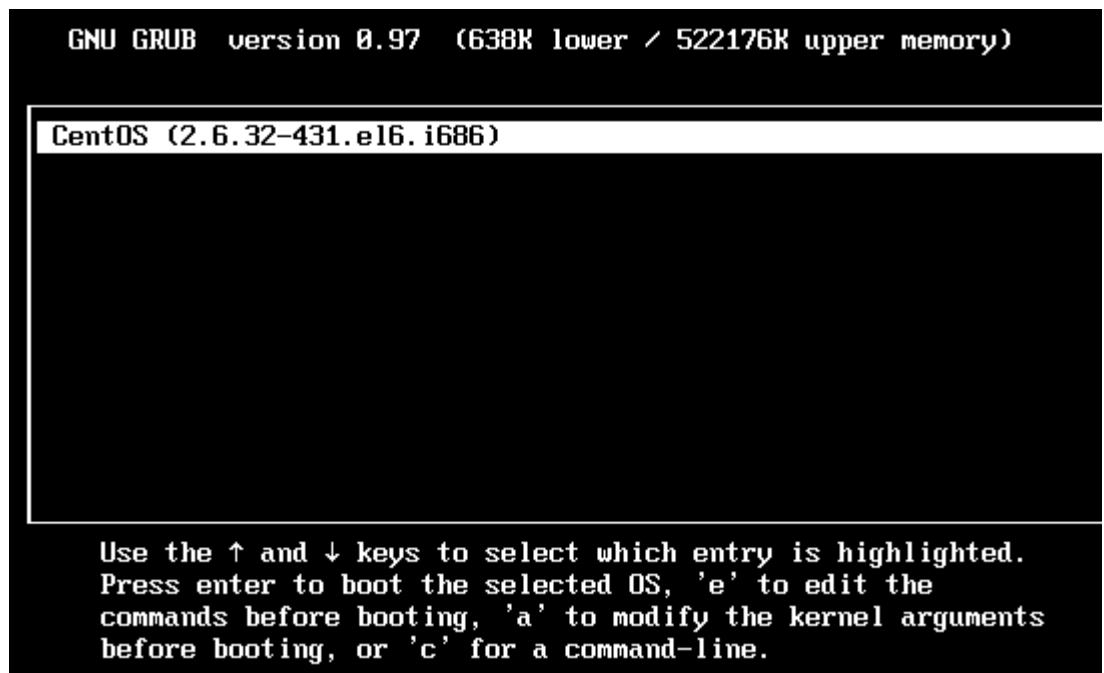 GNU GRUB version 0.97 (638K lower / 522176K upper memory)
CentOS (2.6.32-431.el6.i686)
Use the ↑ and ↓ keys to select which entry is highlighted.
Press enter to boot the selected OS, 'e' to edit the
commands before booting, 'a' to modify the kernel arguments
before booting, or 'c' for a command-line.